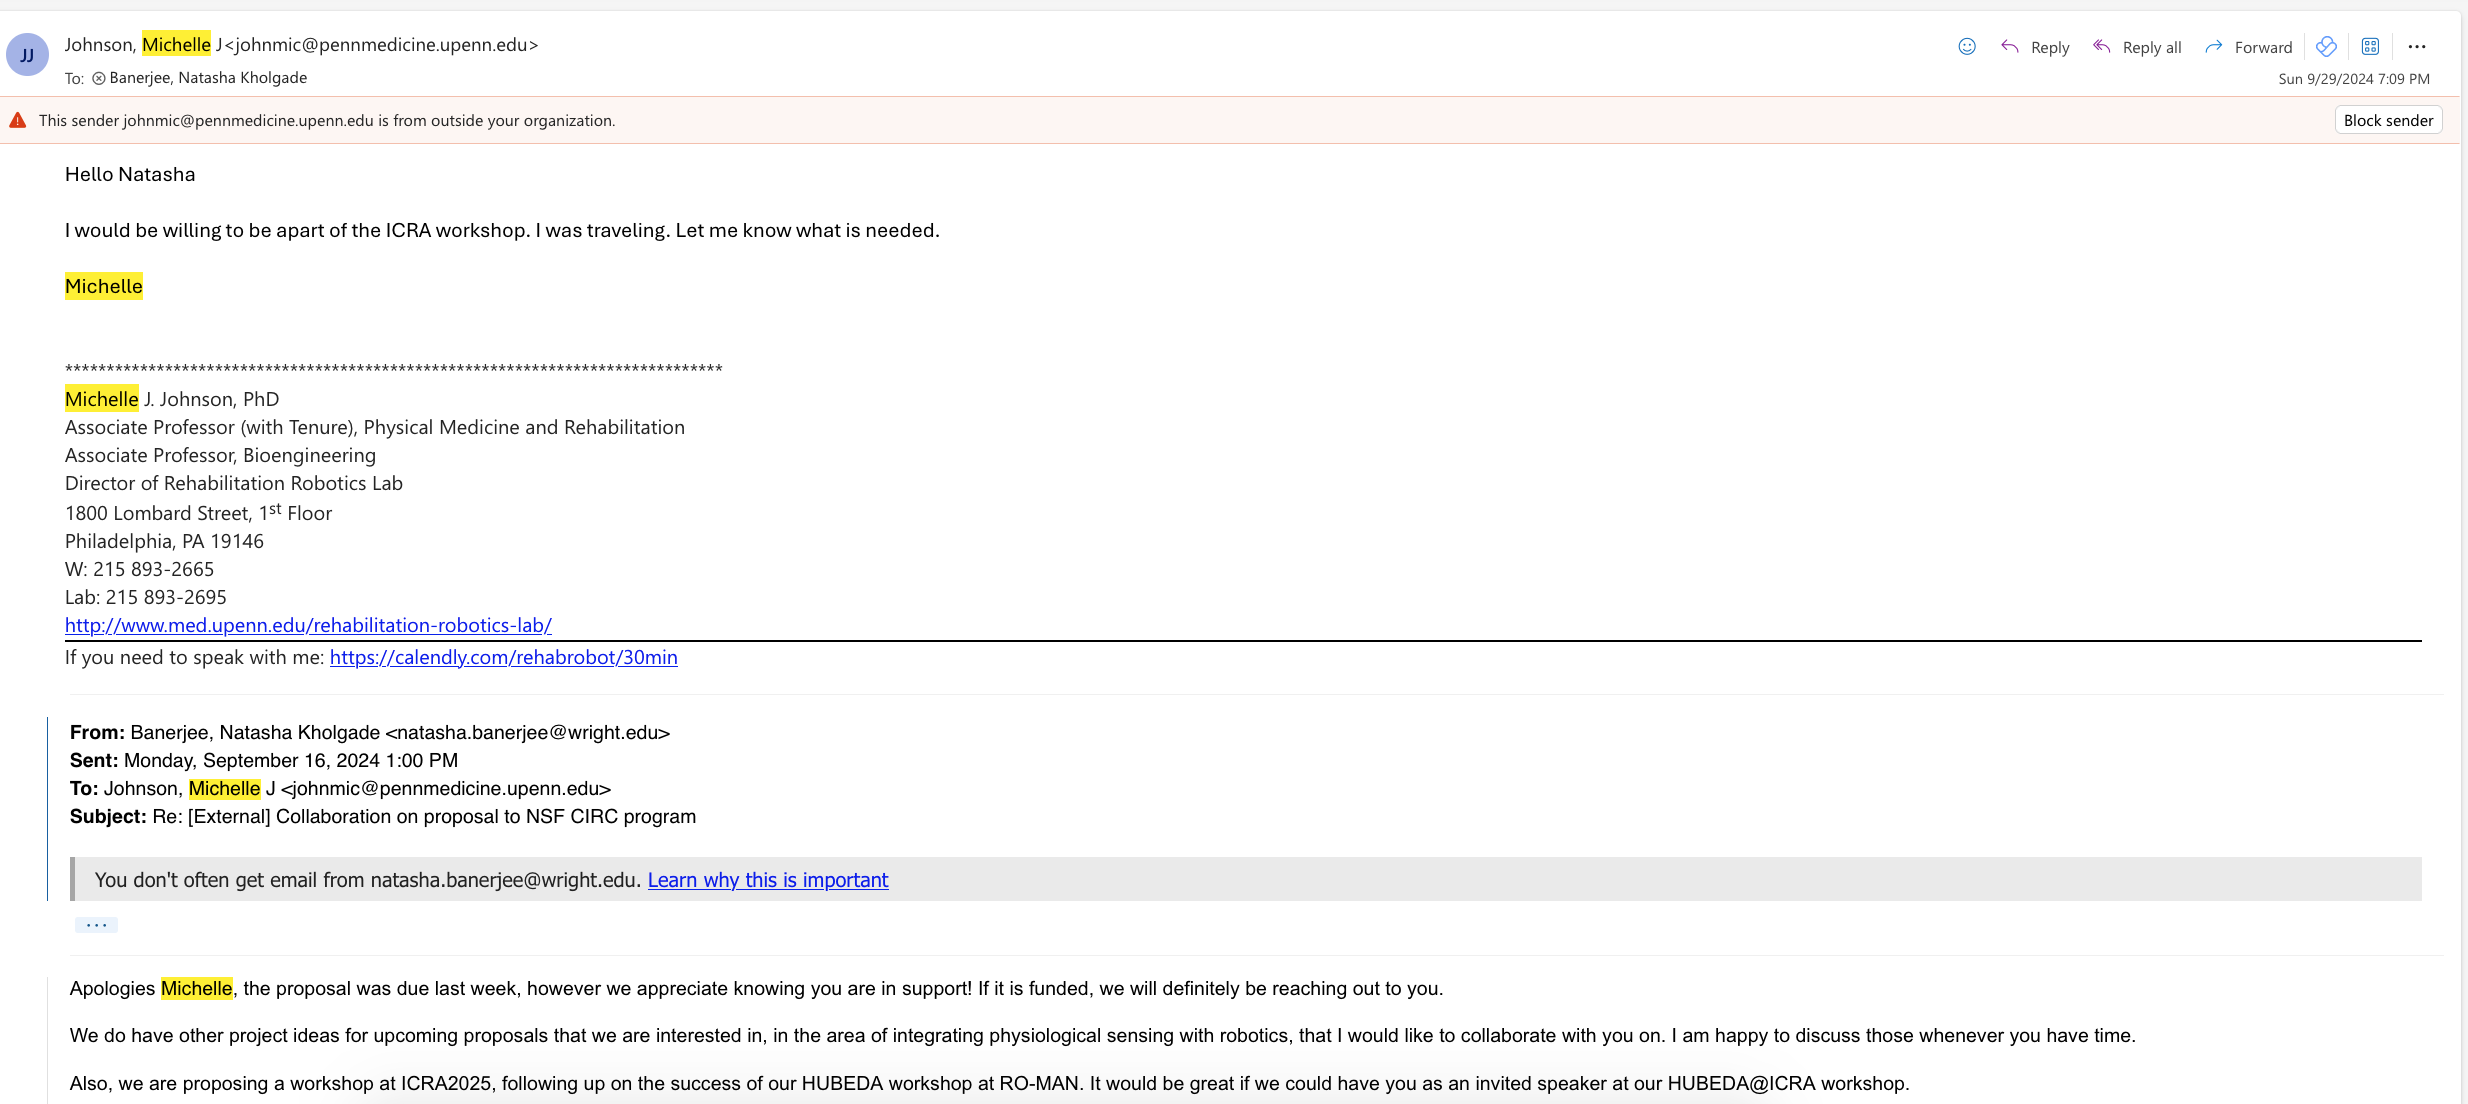 JJ
Johnson, Michelle J<johnmic@pennmedicine.upenn.edu>
To: Banerjee, Natasha Kholgade
Reply Reply all Forward
Sun 9/29/2024 7:09 PM
This sender johnmic@pennmedicine.upenn.edu is from outside your organization.
Block sender
Hello Natasha
I would be willing to be apart of the ICRA workshop. I was traveling. Let me know what is needed.
Michelle
*******************************************************************************
Michelle J. Johnson, PhD
Associate Professor (with Tenure), Physical Medicine and Rehabilitation
Associate Professor, Bioengineering
Director of Rehabilitation Robotics Lab
1800 Lombard Street, 1st Floor
Philadelphia, PA 19146
W: 215 893-2665
Lab: 215 893-2695
http://www.med.upenn.edu/rehabilitation-robotics-lab/
If you need to speak with me: https://calendly.com/rehabrobot/30min
From: Banerjee, Natasha Kholgade <natasha.banerjee@wright.edu>
Sent: Monday, September 16, 2024 1:00 PM
To: Johnson, Michelle J <johnmic@pennmedicine.upenn.edu>
Subject: Re: [External] Collaboration on proposal to NSF CIRC program
You don't often get email from natasha.banerjee@wright.edu. Learn why this is important
...
Apologies Michelle, the proposal was due last week, however we appreciate knowing you are in support! If it is funded, we will definitely be reaching out to you.
We do have other project ideas for upcoming proposals that we are interested in, in the area of integrating physiological sensing with robotics, that I would like to collaborate with you on. I am happy to discuss those whenever you have time.
Also, we are proposing a workshop at ICRA2025, following up on the success of our HUBEDA workshop at RO-MAN. It would be great if we could have you as an invited speaker at our HUBEDA@ICRA workshop.